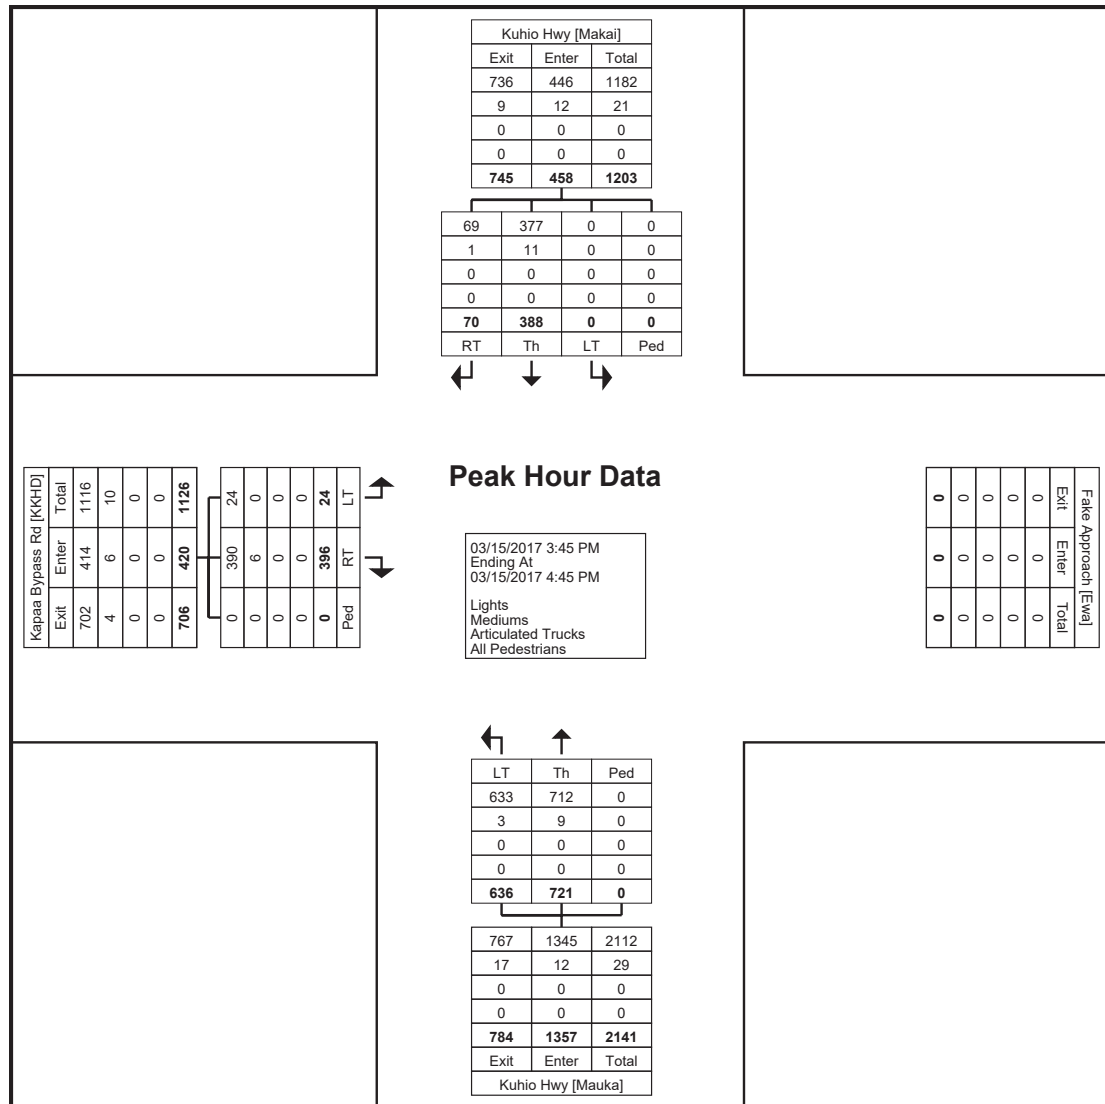 Kuhio Hwy [Makai]
Exit Enter Total
736 446 1182
9 12 21
0 0 0
0 0 0
745 458 1203
69 377 0 0
1 11 0 0
0 0 0 0
0 0 0 0
70 388 0 0
RT Th LT Ped
Kapaa Bypass Rd [KKHD]
Exit Enter Total
702 414 1116
4 6 10
0 0 0
0 0 0
706 420 1126
0 390 24
0 6 0
0 0 0
0 0 0
0 396 24
Ped RT LT
Peak Hour Data
03/15/2017 3:45 PM
Ending At
03/15/2017 4:45 PM
Lights
Mediums
Articulated Trucks
All Pedestrians
Fake Approach [Ewa]
Exit Enter Total
0 0 0
0 0 0
0 0 0
0 0 0
0 0 0
LT Th Ped
633 712 0
3 9 0
0 0 0
0 0 0
636 721 0
767 1345 2112
17 12 29
0 0 0
0 0 0
784 1357 2141
Exit Enter Total
Kuhio Hwy [Mauka]